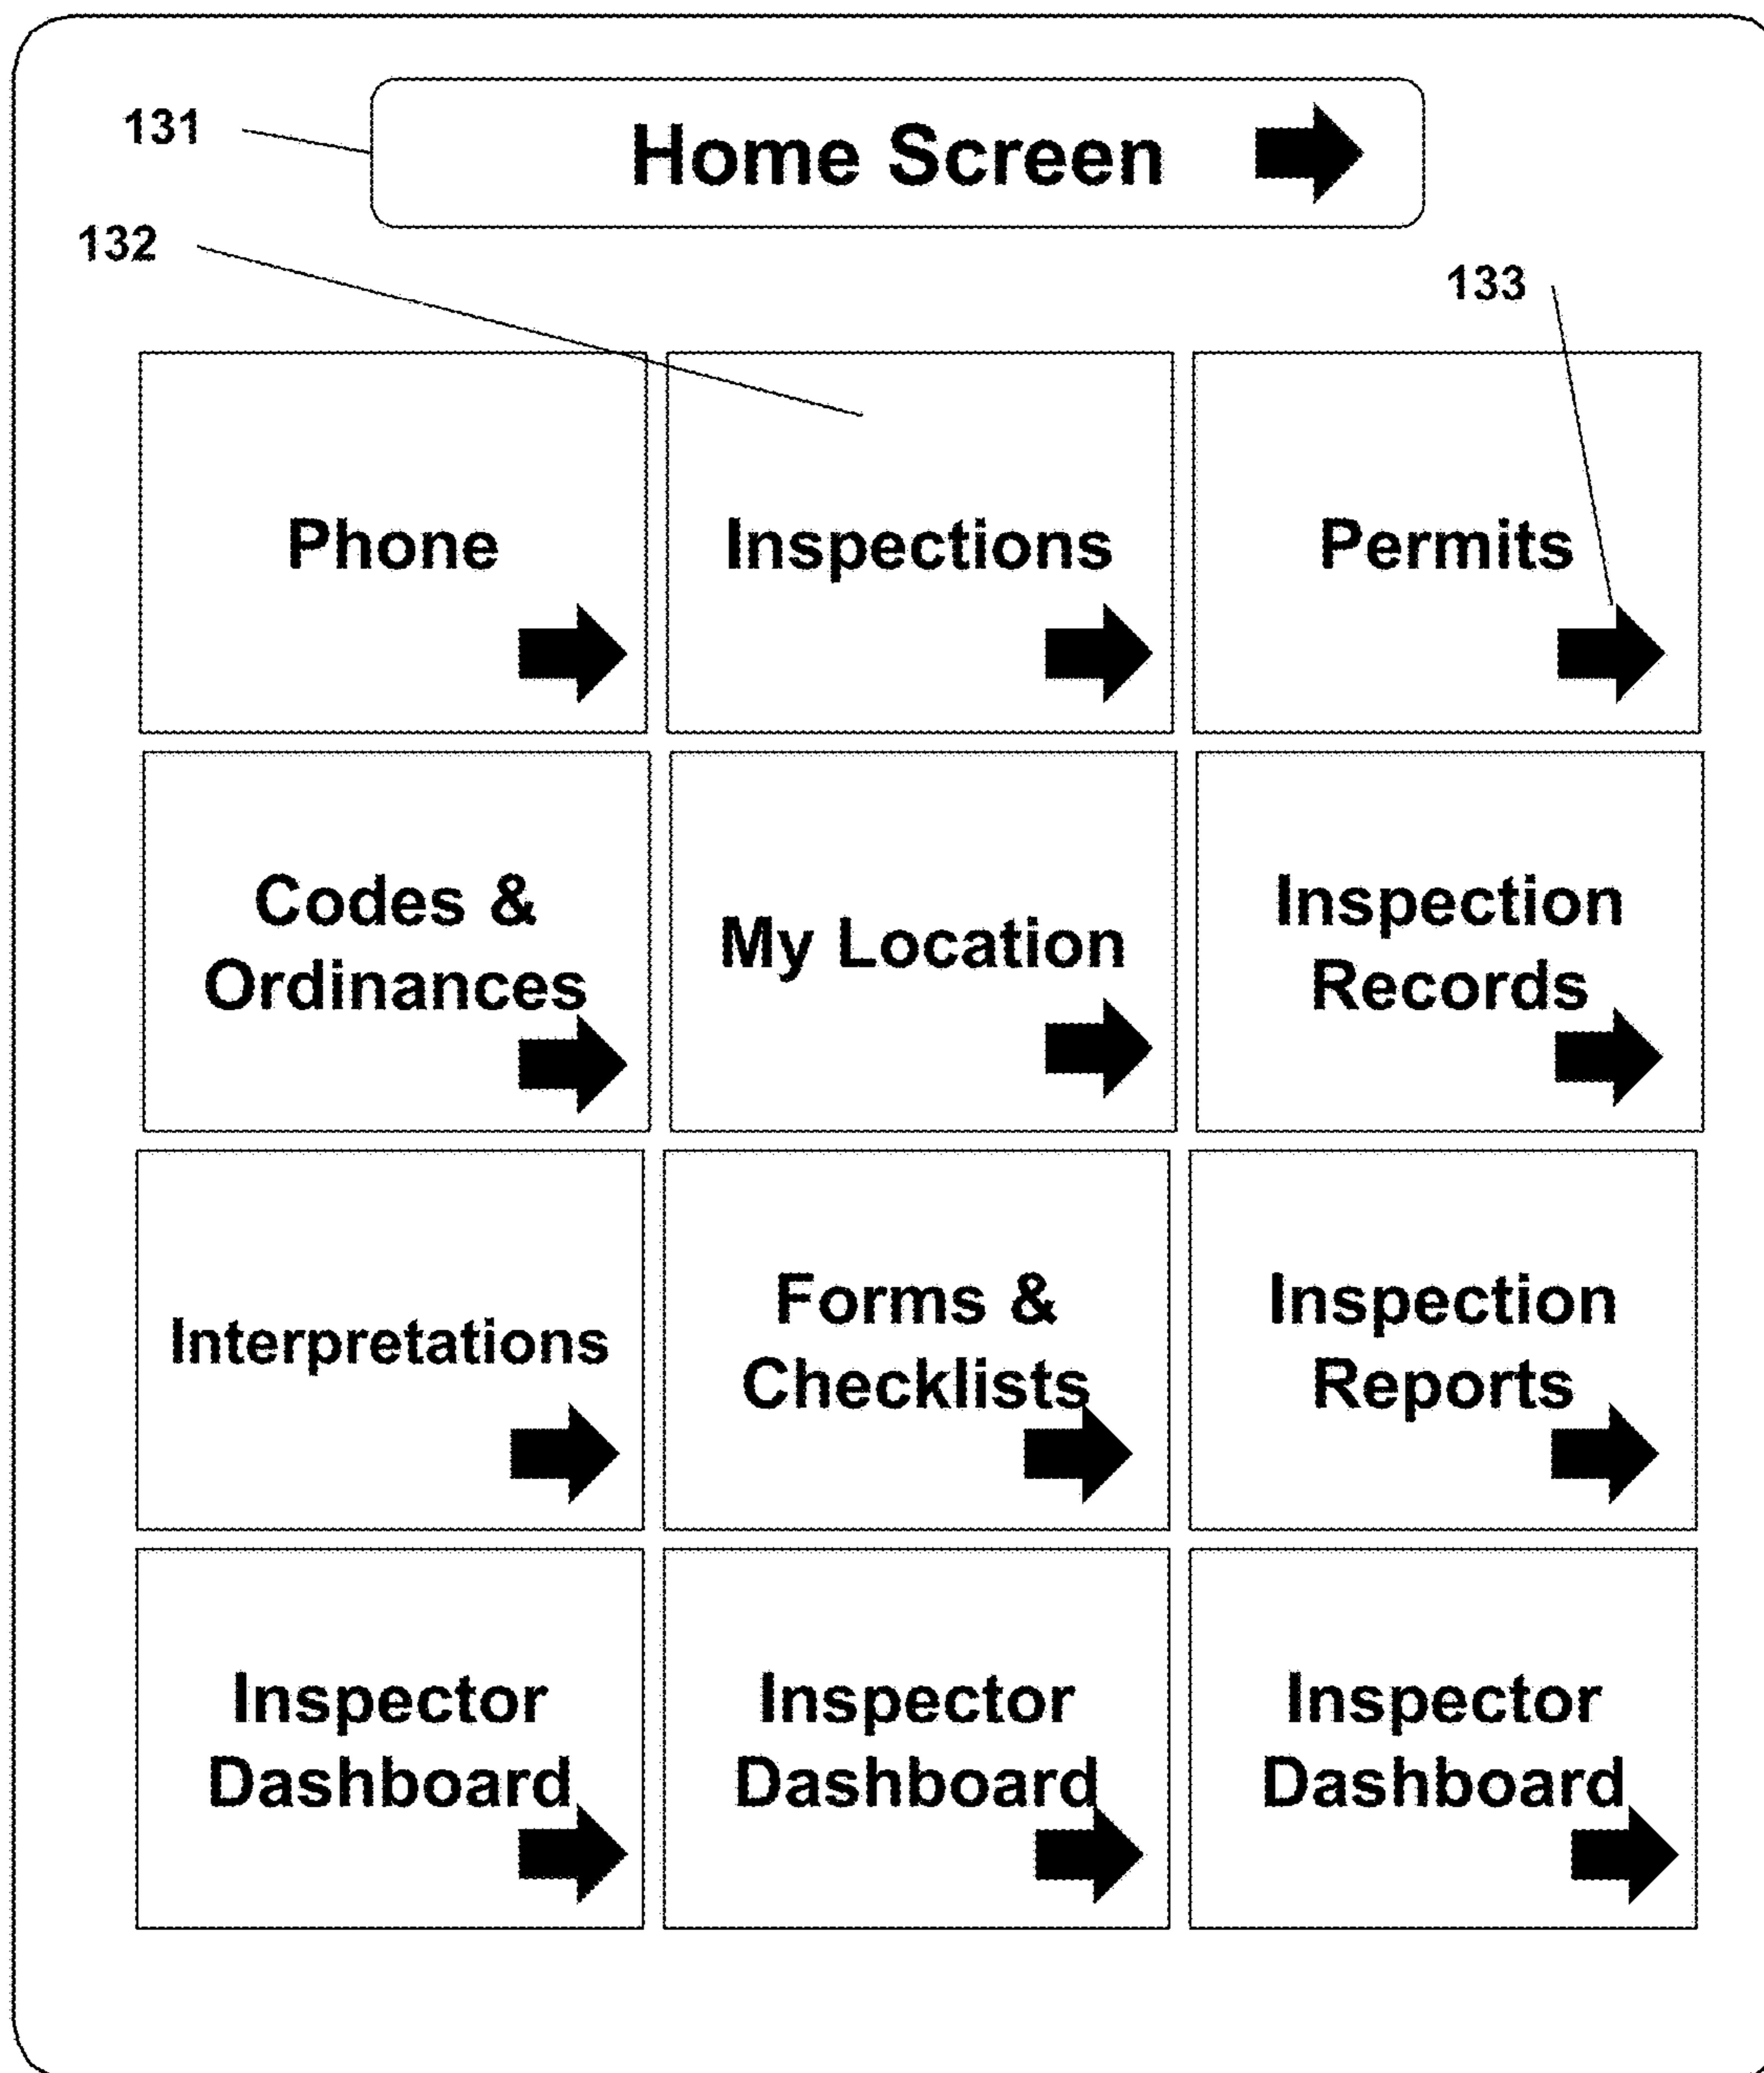 131
Home Screen
132
133
Phone
Inspections
Permits
Codes &
Ordinances
My Location
Inspection
Records
Interpretations
Forms &
Checklists
Inspection
Reports
Inspector
Dashboard
Inspector
Dashboard
Inspector
Dashboard